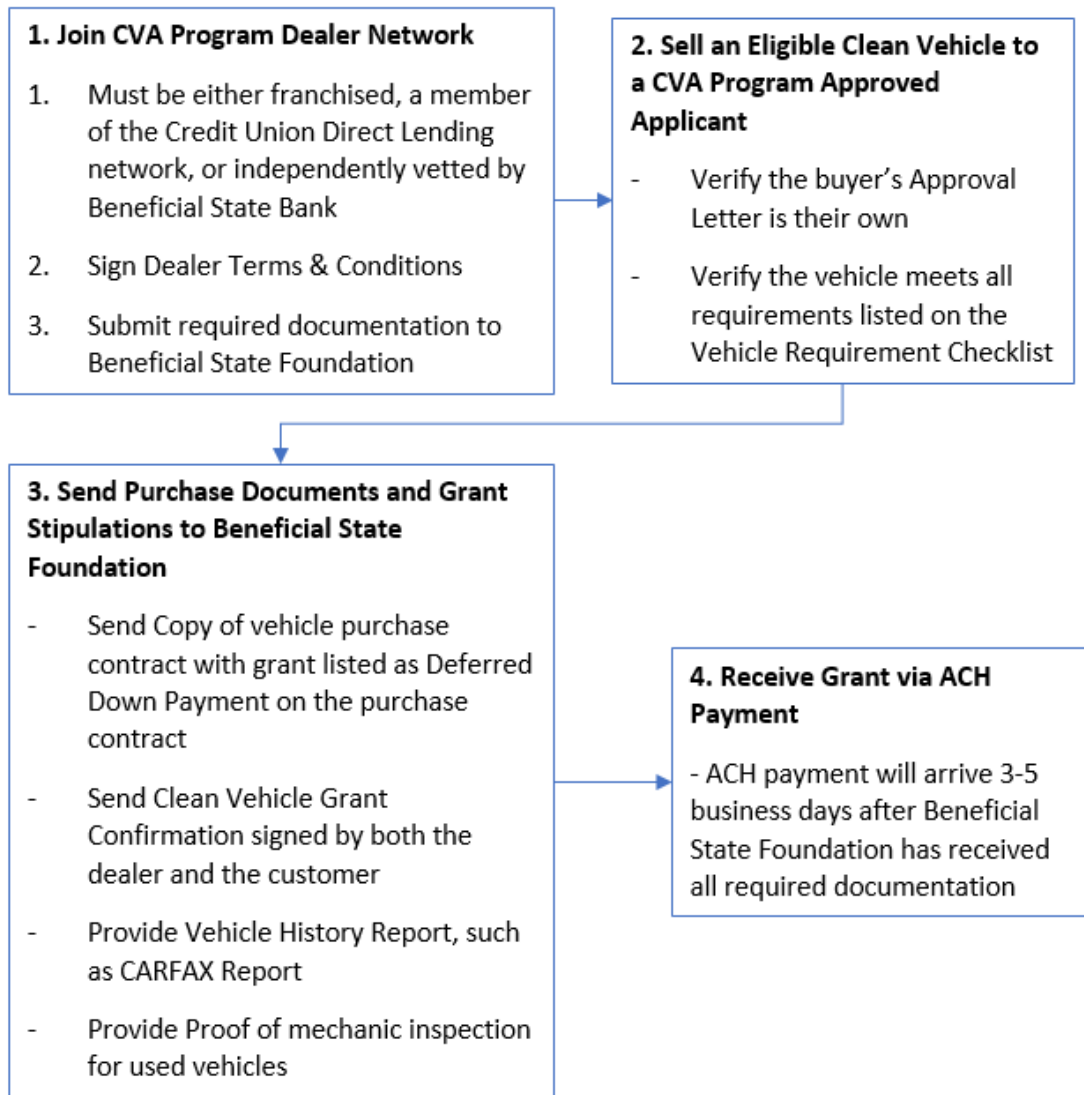 1. Join CVA Program Dealer Network
1. Must be either franchised, a member
of the Credit Union Direct Lending
network, or independently vetted by
Beneficial State Bank
2. Sign Dealer Terms & Conditions
3. Submit required documentation to
Beneficial State Foundation
2. Sell an Eligible Clean Vehicle to
a CVA Program Approved
Applicant
- Verify the buyer’s Approval
Letter is their own
- Verify the vehicle meets all
requirements listed on the
Vehicle Requirement Checklist
3. Send Purchase Documents and Grant
Stipulations to Beneficial State
Foundation
- Send Copy of vehicle purchase
contract with grant listed as Deferred
Down Payment on the purchase
contract
- Send Clean Vehicle Grant
Confirmation signed by both the
dealer and the customer
- Provide Vehicle History Report, such
as CARFAX Report
- Provide Proof of mechanic inspection
for used vehicles
4. Receive Grant via ACH
Payment
- ACH payment will arrive 3-5
business days after Beneficial
State Foundation has received
all required documentation